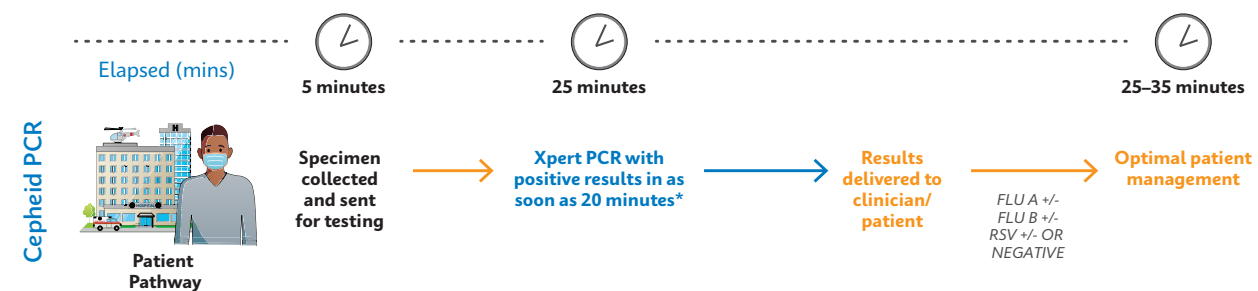 Elapsed (mins)
5 minutes
25 minutes
25–35 minutes
Cepheid PCR
H
HOSPITAL
Patient
Pathway
Specimen
collected
and sent
for testing
Xpert PCR with
positive results in as
soon as 20 minutes*
Results
delivered to
clinician/
patient
FLU A +/-
FLU B +/-
RSV +/- OR
NEGATIVE
Optimal patient
management